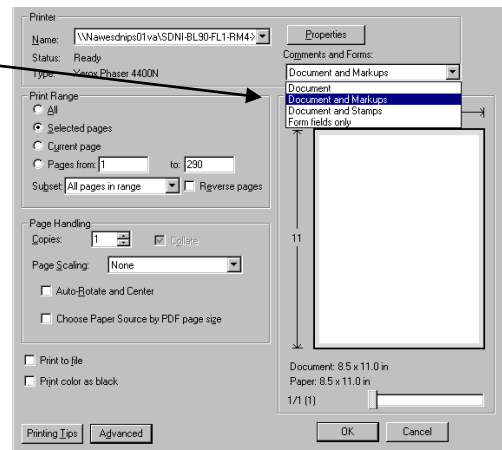 Printer
Name: \\Nawesdnips01va\SDNI-BL90-FL1-RM4-> Properties
Status: Ready Comments and Forms:
Type: Xerox Phaser 4400N Document and Markups
Document
Document and Markups
Document and Stamps
Form fields only
Print Range
All
Selected pages
Current page
Pages from: 1 to: 290
Subset: All pages in range Reverse pages
Page Handling
Copies: 1 Collate
Page Scaling: None
Auto-Rotate and Center
Choose Paper Source by PDF page size
11
Print to file
Print color as black
Document: 8.5 x 11.0 in
Paper: 8.5 x 11.0 in
1/1 (1)
Printing Tips Advanced OK Cancel